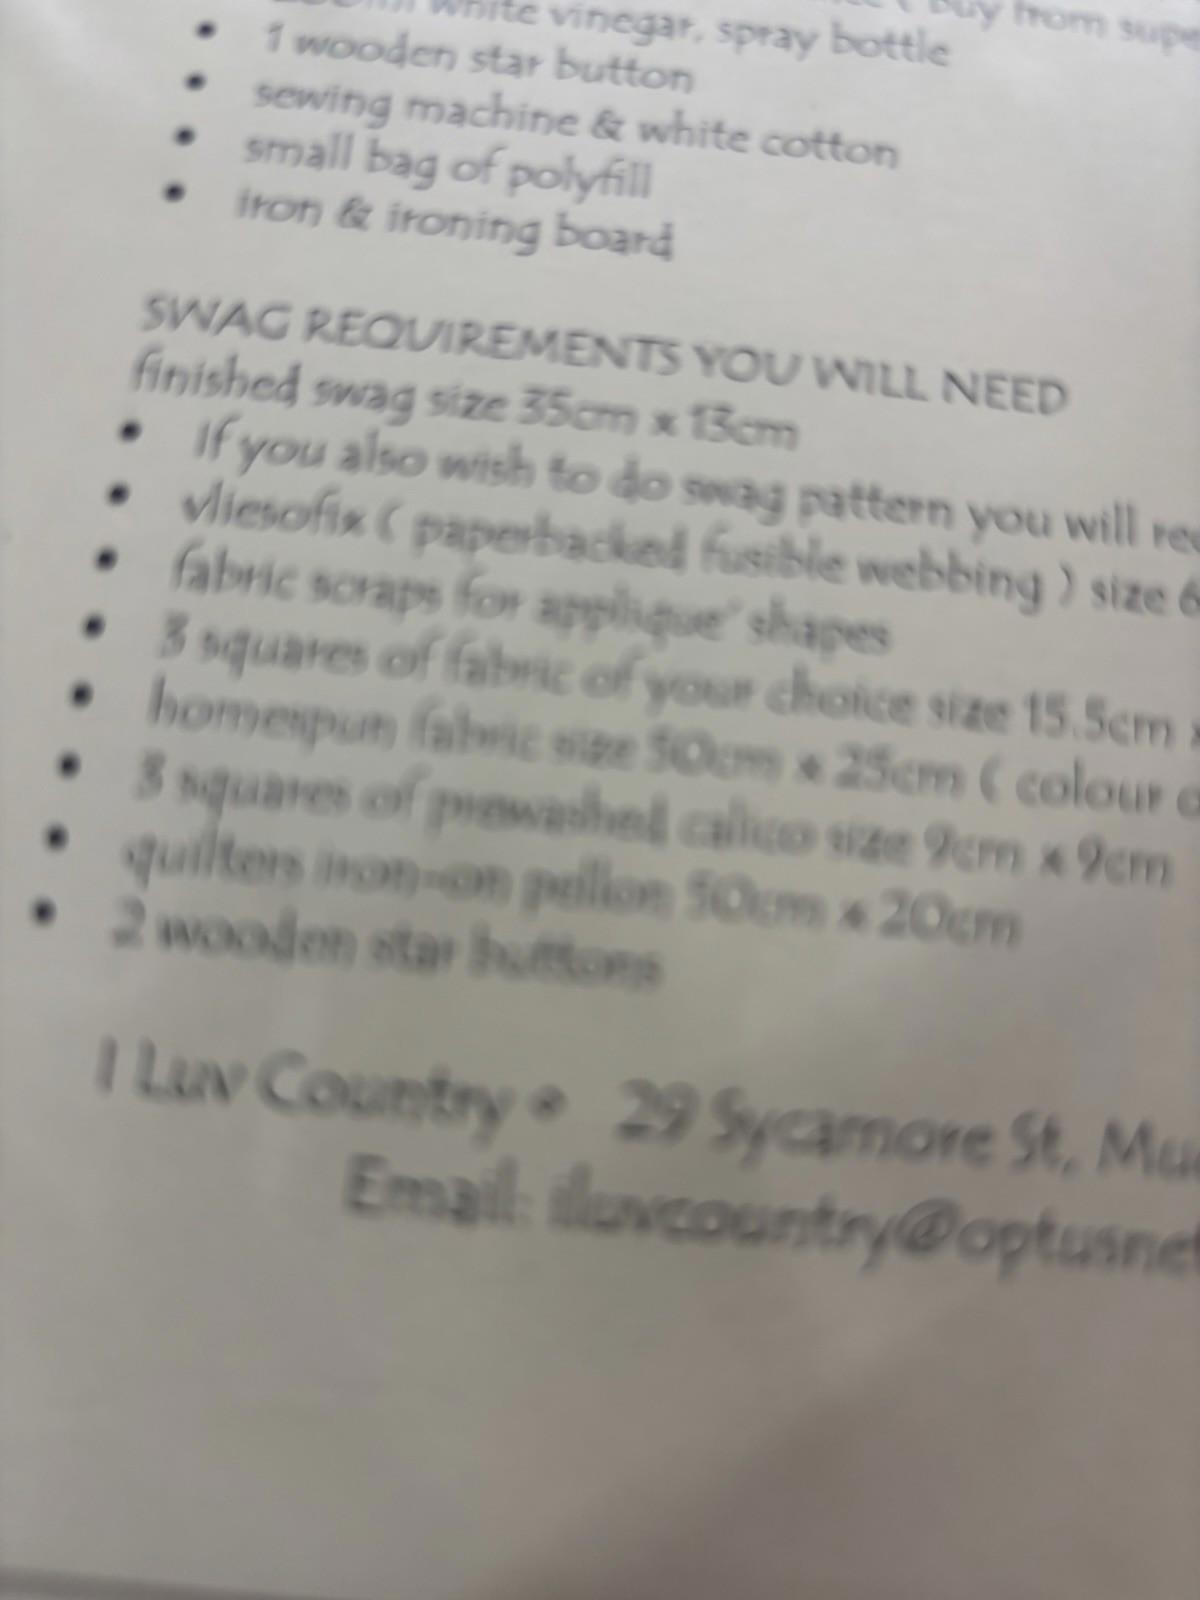 white vinegar, spray bottle
1 wooden star button
sewing machine & white cotton
small bag of polyfill
iron & ironing board
SWAG REQUIREMENTS YOU WILL NEED
finished swag size 35cm x 13cm
If you also wish to do swag pattern you will
vliesofix ( paperbacked fusible webbing ) size 6
fabric scraps for applique' shapes
3 squares of fabric of your choice size 15.5cm x
homespun fabric size 50cm x 25cm ( colour
3 squares of prewashed calico size 9cm x 9cm
quilters iron-on pellon 50cm x 20cm
2 wooden star buttons
I Luv Country • 29 Sycamore St,
Email: iluvcountry@optusnet